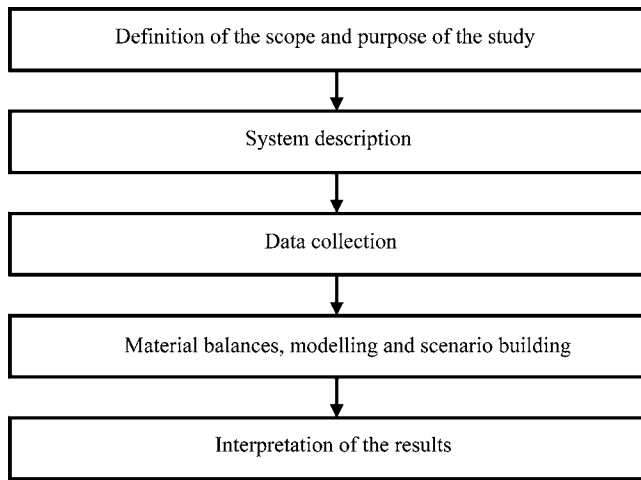 Definition of the scope and purpose of the study
System description
Data collection
Material balances, modelling and scenario building
Interpretation of the results